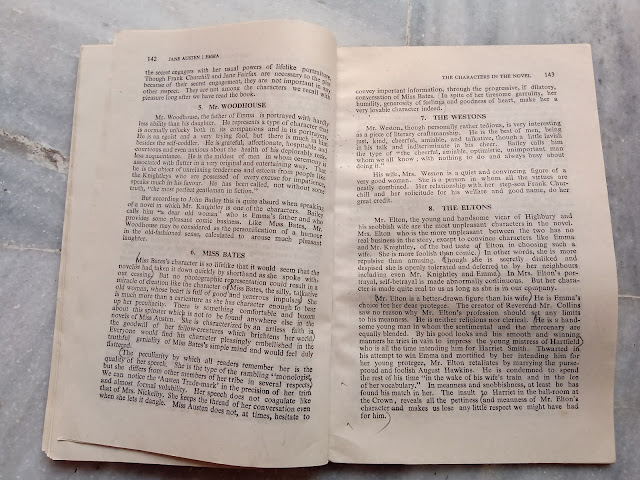 142 JANE AUSTEN : EMMA
the secret engagers with her usual powers of lifelike portraiture.
Though Frank Churchill and Jane Fairfax are necessary to the plot
because of their secret engagement, they are not important in any
other respect. They are not among the characters we recall with
pleasure long after we have read the book.
5. Mr. WOODHOUSE
Mr. Woodhouse, the father of Emma is portrayed with hardly
less ability than his daughter. He represents a type of character that
is normally unlucky both in its companions and in its portrayer.
He is an egoist and a very trying fool, but there is much in him
besides the self-coddler. He is grateful, affectionate, hospitable and
courteous and even anxious about the health of his deplorably reck-
less acquaintance. He is the mildest of men in whose ceremony is
associated with flutter in a very original and entertaining way. That
he is the object of unremitting tenderness and esteem from people like
the Knightleys who are possessed of every excuse for impatience,
speaks much in his favour. He has been called, not without some
truth, "the most perfect gentleman in fiction."
But according to John Bailey this is quite absurd when speaking
of a novel in which Mr. Knightley is one of the characters. Bailey
calls him "a dear old woman" who is Emma's father and who
provides some pleasant comic business. Like Miss Bates, Mr.
Woodhouse may be considered as the personification of a humour
in the old-fashioned sense, calculated to arouse much pleasant
laughter.
6. MISS BATES
Miss Bates's character is so lifelike that it would seem that the
novelist had taken it down quickly by shorthand as she spoke with-
out ceasing. But no photographic representation could result in a
miracle of creation like the character of Miss Bates, the silly, talkative
old woman, whose brain is full of good and generous impulses. She
is much more than a caricature as she has character enough to bear
up her peculiarity. There is something comfortable and honest
about this spinster which is not to be found anywhere else in the
novels of Miss Austen. She characterized by an artless faith in
the goodwill of her fellow-creatures which brightens her world.
Everyone would find his character pleasingly embellished in the
truthful geniality of Miss Bates's simple mind and would feel duly
flattered.
The peculiarity by which all readers remember her is the
quality of her speech. She is the type of the rambling "monologist,
but she differs from other members of her tribe in several respects.
We can notice the "Austen Trade-mark" in the precision of her truth
and almost formal volubility. Her speech does not coagulate like
that of Mrs. Nickelby. She keeps the thread of her conversation even
when she lets it dangle. Miss Austen does not, at times, hesitate to
THE CHARACTERS IN THE NOVEL 143
convey important information, through the progressive, if dilatory,
conversation of Miss Bates. In spite of her tiresome garrulity, her
humility, generosity of feelings and goodness of heart, make her a
very lovable character indeed.
7. THE WESTONS
Mr. Weston, though personally rather tedious, is very interesting
as a piece of literary craftsmanship. He is the best of men, being
just, kind, cheerful, amiable, and talkative, though a little lavish
in his talk and indiscriminate in his cheer. Bailey calls him
the type of the cheerful, amiable, optimistic, unimportant man
whom we all know; with nothing to do and always busy about
doing it."
His wife, Mrs. Weston is a quiet and convincing figure of a
very good women. She is a person in whom all the virtues are
neatly combined. Her relationship with her step-son Frank Chur-
chill and her solicitude for his welfare and good name, do her
great credit.
8. THE ELTONS
Mr. Elton, the young and handsome vicar of Highbury and
his snobbish wife are the most unpleasant characters in the novel.
Mrs. Elton who is the more unpleasant between the two has no
real business in the story, except to convince characters like Emma
and Mr. Knightley, of the bad taste of Elton in choosing such a
wife. She is more foolish than comic. In other words, she is more
repulsive than amusing. Though she is secretly disliked and
despised she is openly tolerated and deferred to by her neighbours
including even Mr. Knightley and Emma. In Mrs. Elton's por-
trayal, self-betrayal is made abnormally continuous. But her charac-
ter is made quite real to us as long as she is in our company.
Mr. Elton is a better-drawn figure than his wife. He is Emma's
choice for her dear protegee. The creator of Reverend Mr. Collins
saw no reason why Mr. Elton's profession should set any limits
to his meanness. He is neither religious nor clerical. He is a hand-
some young man in whom the sentimental and the mercenary are
equally blended. By his good looks and his smooth and winning
manners he tries in vain to impress the young mistress of Hartfield
who is all the time intending him for Harriet Smith. Thwarted in
his attempt to win Emma and mortified by her intending him for
her young protegee, Mr. Elton retaliates by marrying the purse-
proud and foolish August Hawkins. He is condemned to spend
the rest of his time "in the wake of his wife's train and in the lee
of her vocabulary." In meanness and snobbishness, at least he has
found his match in her. The insult to Harriet in the ball-room at
the Crown, reveals all the pettiness and meanness of Mr. Elton's
character and makes us lose any little respect we might have had
for him.